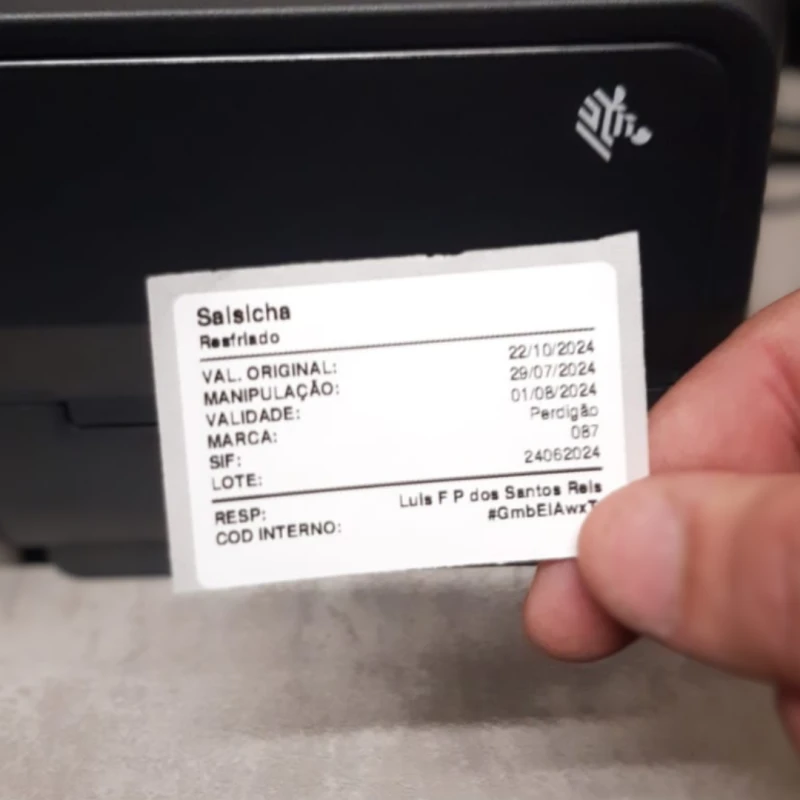 Salsicha
Resfriado
VAL. ORIGINAL: 22/10/2024
MANIPULAÇÃO: 29/07/2024
VALIDADE: 01/08/2024
MARCA: Perdigão
SIF: 087
LOTE: 24062024
RESP: Luis F P dos Santos Reis
COD INTERNO: